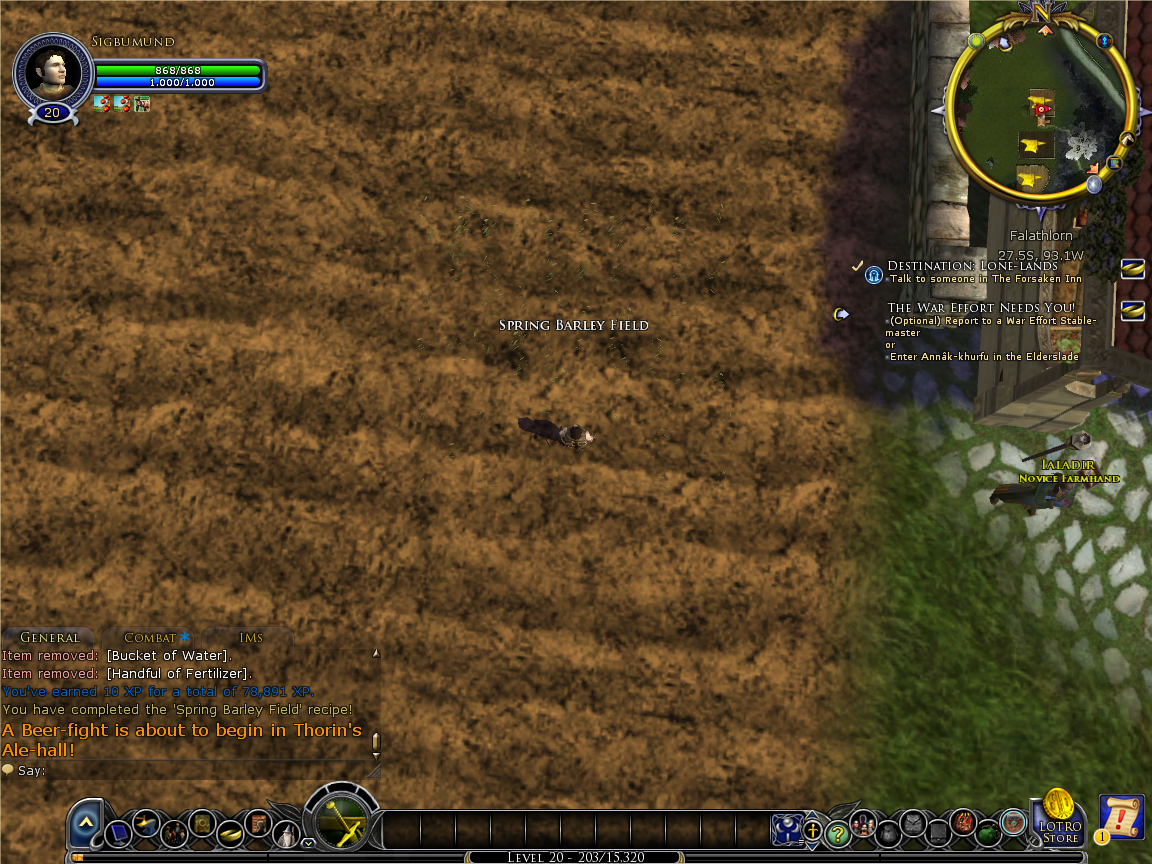 Sigbumund
868/868
1.000/1.000
20
N
Falathlorn
27.5S, 93.1W
Destination: Lone-lands
Talk to someone in The Forsaken Inn
The War Effort Needs You!
(Optional) Report to a War Effort Stable-
master
or
Enter Annâk-khurfu in the Elderslade
Spring Barley Field
Ialadir
Novice Farmhand
General
Combat
IMs
Item removed: [Bucket of Water].
Item removed: [Handful of Fertilizer].
You've earned 10 XP for a total of 78,891 XP.
You have completed the 'Spring Barley Field' recipe!
A Beer-fight is about to begin in Thorin's
Ale-hall!
Say:
LOTRO
Store
1
Level 20 - 203/15,320